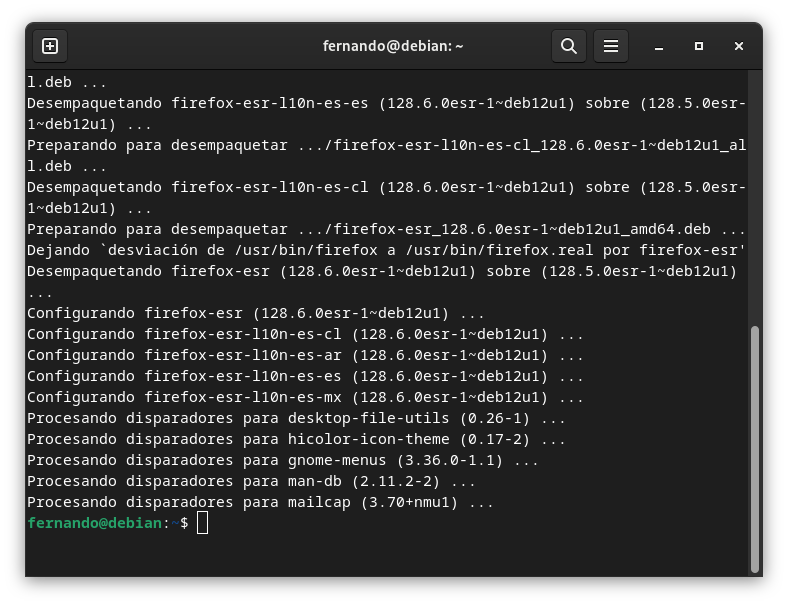 fernando@debian: ~
l.deb ...
Desempaquetando firefox-esr-l10n-es-es (128.6.0esr-1~deb12u1) sobre (128.5.0esr-
1~deb12u1) ...
Preparando para desempaquetar .../firefox-esr-l10n-es-cl_128.6.0esr-1~deb12u1_al
l.deb ...
Desempaquetando firefox-esr-l10n-es-cl (128.6.0esr-1~deb12u1) sobre (128.5.0esr-
1~deb12u1) ...
Preparando para desempaquetar .../firefox-esr_128.6.0esr-1~deb12u1_amd64.deb ...
Dejando `desviación de /usr/bin/firefox a /usr/bin/firefox.real por firefox-esr'
Desempaquetando firefox-esr (128.6.0esr-1~deb12u1) sobre (128.5.0esr-1~deb12u1)
...
Configurando firefox-esr (128.6.0esr-1~deb12u1) ...
Configurando firefox-esr-l10n-es-cl (128.6.0esr-1~deb12u1) ...
Configurando firefox-esr-l10n-es-ar (128.6.0esr-1~deb12u1) ...
Configurando firefox-esr-l10n-es-es (128.6.0esr-1~deb12u1) ...
Configurando firefox-esr-l10n-es-mx (128.6.0esr-1~deb12u1) ...
Procesando disparadores para desktop-file-utils (0.26-1) ...
Procesando disparadores para hicolor-icon-theme (0.17-2) ...
Procesando disparadores para gnome-menus (3.36.0-1.1) ...
Procesando disparadores para man-db (2.11.2-2) ...
Procesando disparadores para mailcap (3.70+nmu1) ...
fernando@debian:~$